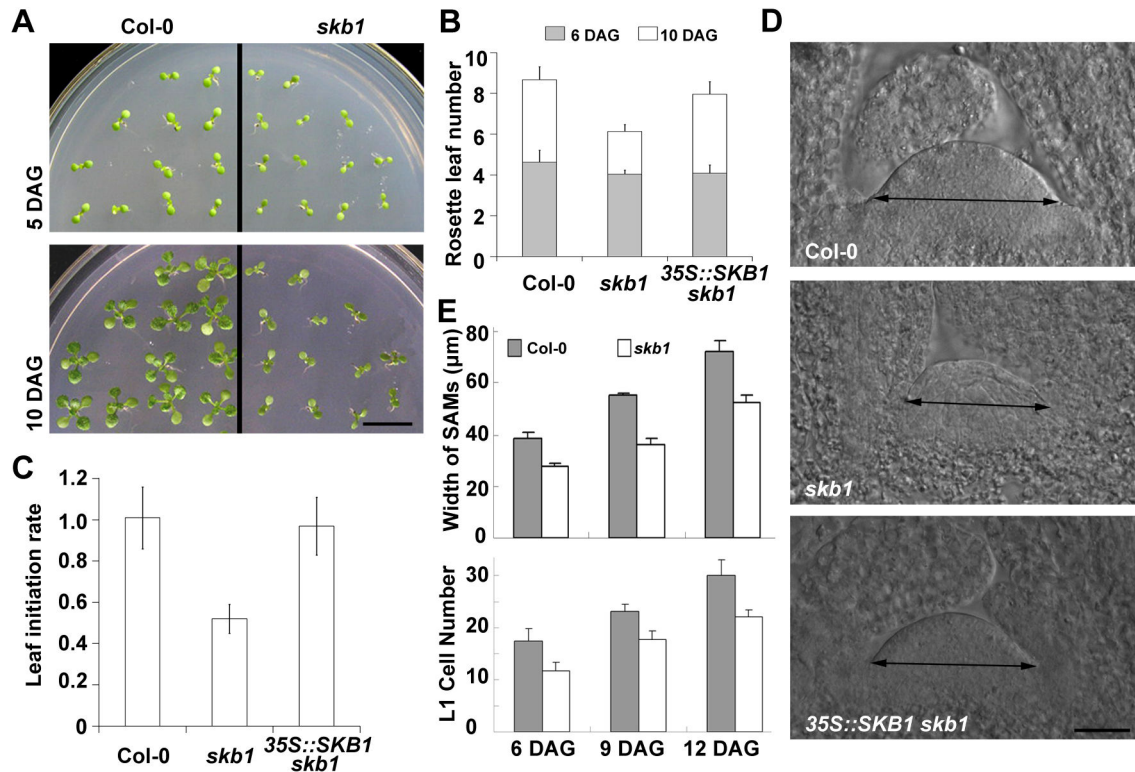 A
Col-0
skb1
5 DAG
10 DAG
B
6 DAG
10 DAG
Rosette leaf number
10
8
6
4
2
0
Col-0
skb1
35S::SKB1
skb1
C
Leaf initiation rate
1.2
1.0
0.8
0.6
0.4
0.2
0
Col-0
skb1
35S::SKB1
skb1
D
Col-0
skb1
35S::SKB1 skb1
E
Col-0
skb1
Width of SAMs (μm)
80
60
40
20
0
L1 Cell Number
30
20
10
0
6 DAG
9 DAG
12 DAG